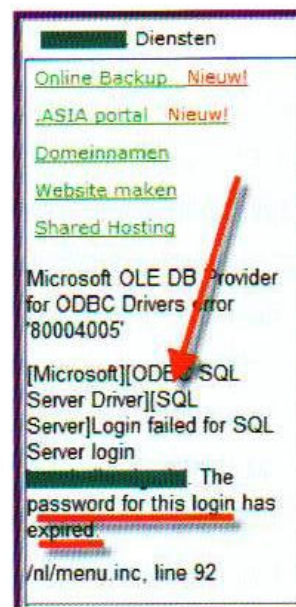 Diensten
Online Backup Nieuw!
.ASIA portal Nieuw!
Domeinnamen
Website maken
Shared Hosting
Microsoft OLE DB Provider
for ODBC Drivers error
'80004005'
[Microsoft][ODBC SQL
Server Driver][SQL
Server]Login failed for SQL
Server login
. The
password for this login has
expired.
/nl/menu.inc, line 92